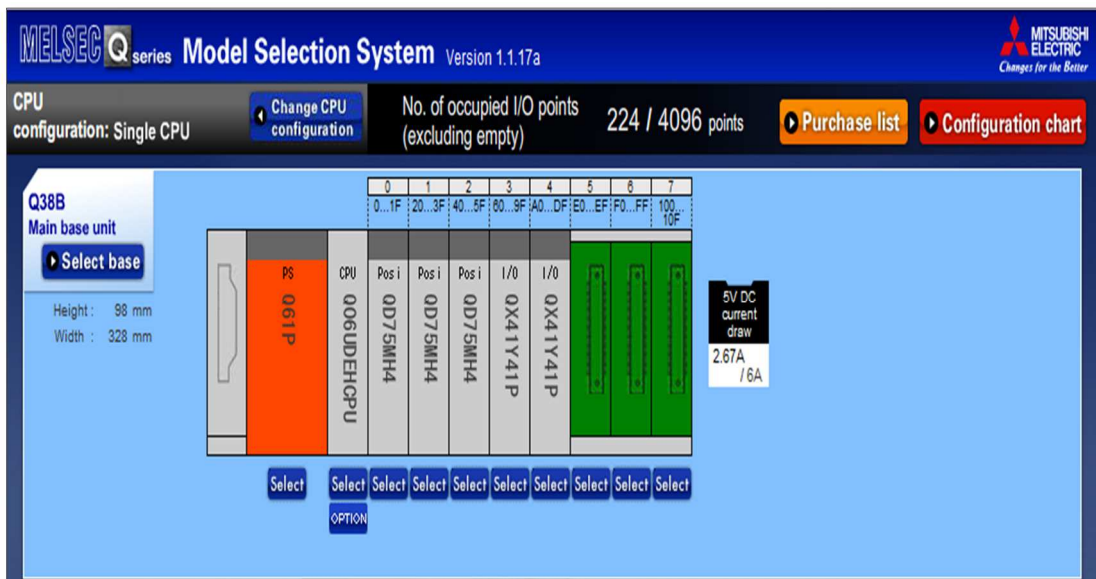 MELSEC Q series Model Selection System Version 1.1.17a
MITSUBISHI
ELECTRIC
Changes for the Better
CPU
configuration: Single CPU
Change CPU
configuration
No. of occupied I/O points
(excluding empty)
224 / 4096 points
Purchase list
Configuration chart
Q38B
Main base unit
Select base
Height : 98 mm
Width : 328 mm
0 1 2 3 4 5 6 7
0...1F 20...3F 40...5F 60...9F A0...DF E0...EF F0...FF 100...
10F
PS CPU Posi Posi Posi I/O I/O
Q61P Q06UDEHCPU QD75MH4 QD75MH4 QD75MH4 QX41Y41P QX41Y41P
5V DC
current
draw
2.67A
/ 6A
Select Select Select Select Select Select Select Select Select Select
OPTION